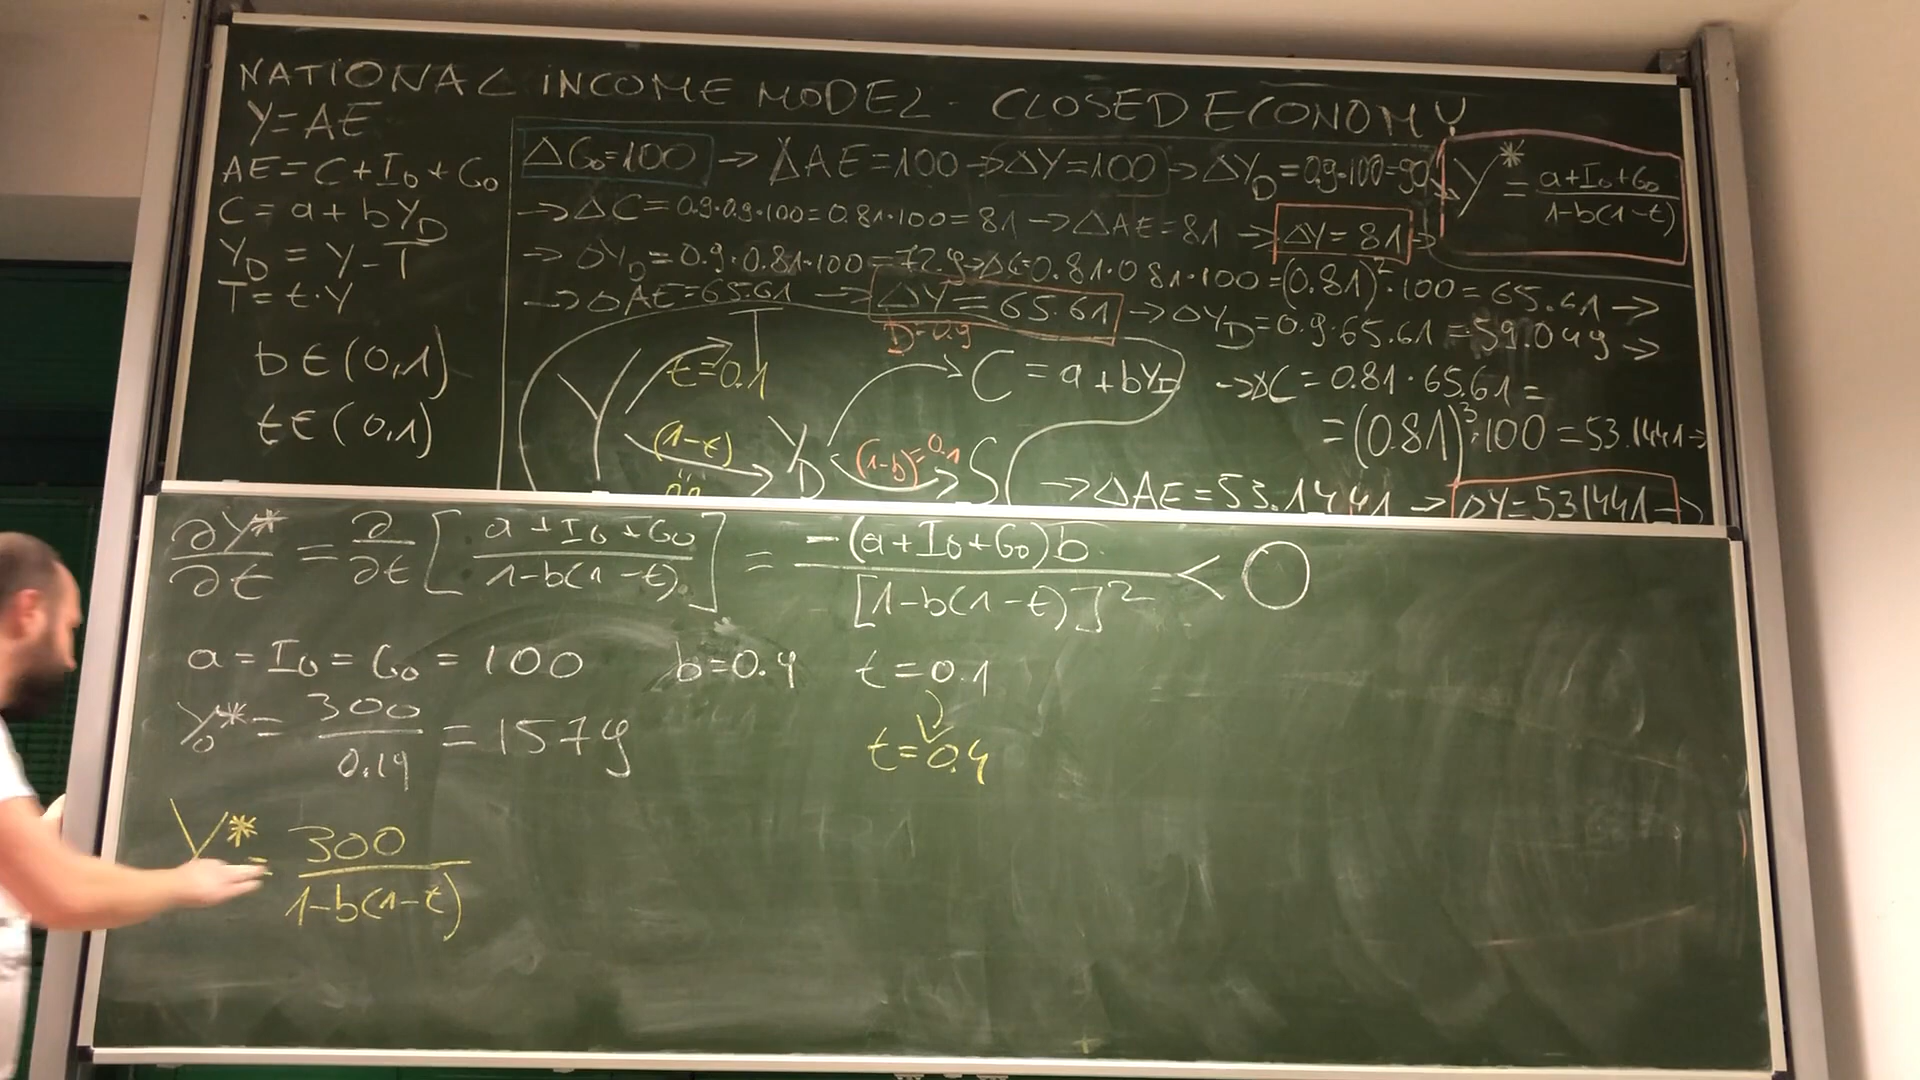 NATIONAL INCOME MODEL - CLOSED ECONOMY
Y=AE
AE=C+I₀+G₀
C=a+bY_D
Y_D=Y-T
T=t·Y
b∈(0,1)
t∈(0,1)
ΔG₀=100 → ΔAE=100 → ΔY=100 → ΔY_D=0.9·100=90 →
→ ΔC=0.9·0.9·100=0.81·100=81 → ΔAE=81 → ΔY=81 →
→ ΔY_D=0.9·0.81·100=72.9 → ΔC=0.81·0.81·100=(0.81)²·100=65.61 →
→ ΔAE=65.61 → ΔY=65.61 → ΔY_D=0.9·65.61=59.049 →
→ ΔC=0.81·65.61=
=(0.81)³·100=53.1441 →
→ ΔAE=53.1441 → ΔY=53.1441 →
Y*=(a+I₀+G₀)/(1-b(1-t))
Y
T
t=0.1
(1-t)
Y_D
b=0.9
C=a+bY_D
(1-b)=0.1
S
∂Y*/∂t=∂/∂t[(a+I₀+G₀)/(1-b(1-t))]=-(a+I₀+G₀)b/[1-b(1-t)]²<0
a=I₀=G₀=100 b=0.9 t=0.1
Y₀*=300/0.19=1579
t=0.4
Y*=300/(1-b(1-t))